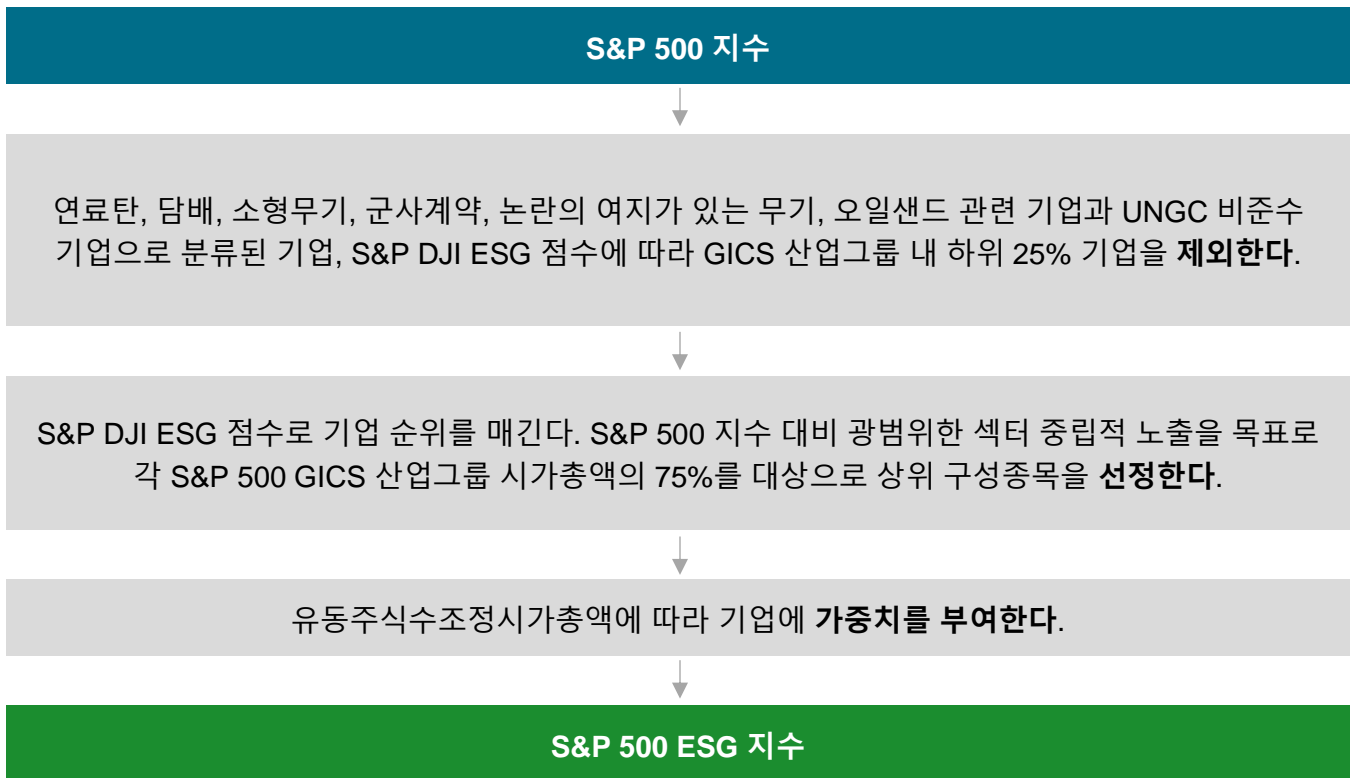 S&P 500 지수
연료탄, 담배, 소형무기, 군사계약, 논란의 여지가 있는 무기, 오일샌드 관련 기업과 UNGC 비준수
기업으로 분류된 기업, S&P DJI ESG 점수에 따라 GICS 산업그룹 내 하위 25% 기업을 제외한다.
S&P DJI ESG 점수로 기업 순위를 매긴다. S&P 500 지수 대비 광범위한 섹터 중립적 노출을 목표로
각 S&P 500 GICS 산업그룹 시가총액의 75%를 대상으로 상위 구성종목을 선정한다.
유동주식수조정시가총액에 따라 기업에 가중치를 부여한다.
S&P 500 ESG 지수